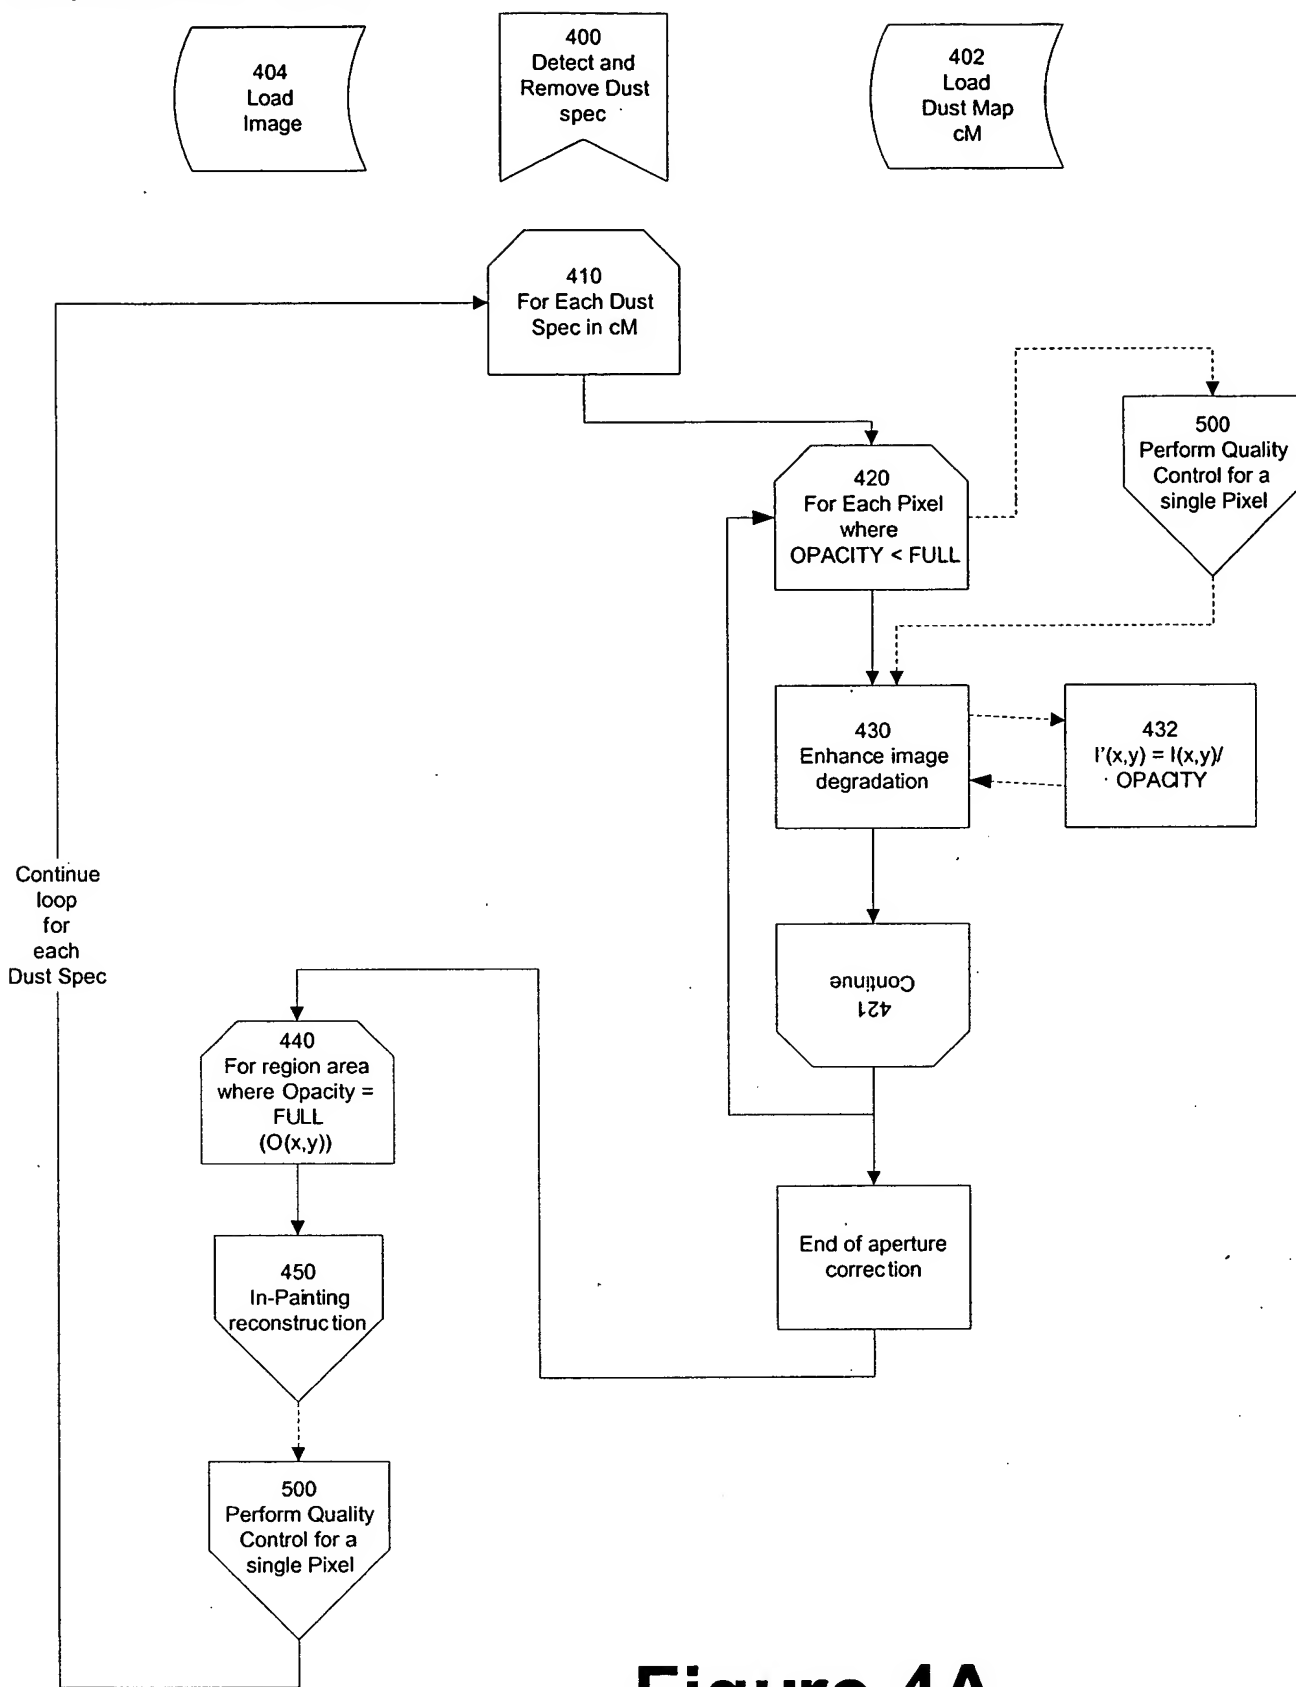 404
Load
Image
400
Detect and
Remove Dust
spec
402
Load
Dust Map
cM
410
For Each Dust
Spec in cM
500
Perform Quality
Control for a
single Pixel
420
For Each Pixel
where
OPACITY < FULL
430
Enhance image
degradation
432
I'(x,y) = I(x,y)/
OPACITY
Continue
loop
for
each
Dust Spec
421
Continue
440
For region area
where Opacity =
FULL
(O(x,y))
450
In-Painting
reconstruction
End of aperture
correction
500
Perform Quality
Control for a
single Pixel
Figure 4A